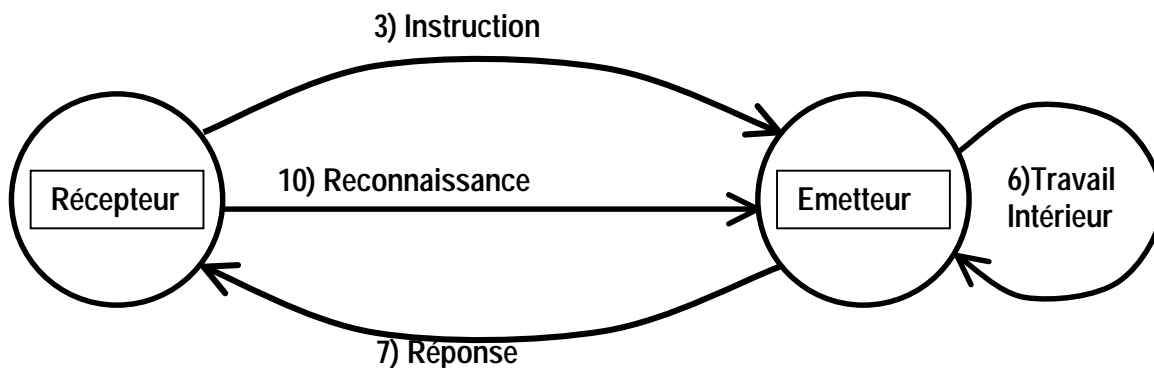 3) Instruction
10) Reconnaissance
Récepteur
Emetteur
6)Travail
Intérieur
7) Réponse